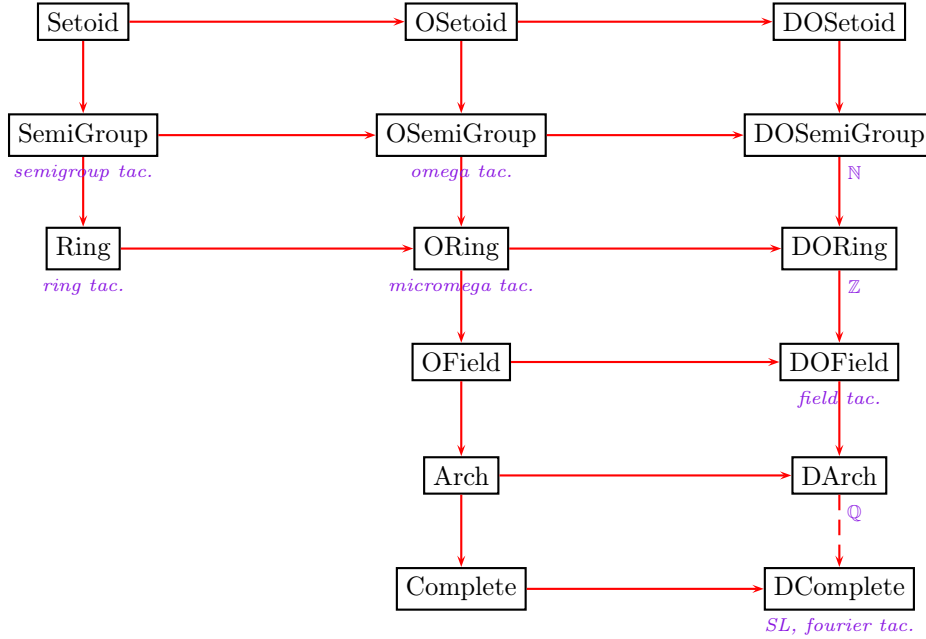 Setoid OSetoid DOSetoid
SemiGroup OSemiGroup DOSemiGroup
semigroup tac. omega tac. ℕ
Ring ORing DORing
ring tac. micromega tac. ℤ
OField DOField
field tac.
Arch DArch
ℚ
Complete DComplete
SL, fourier tac.